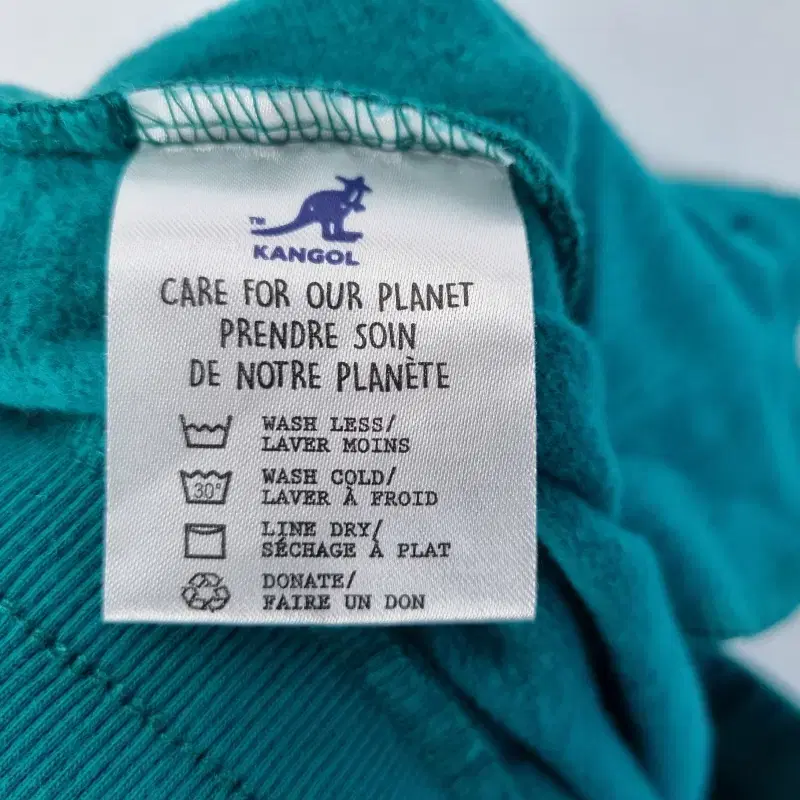 TM
KANGOL
CARE FOR OUR PLANET
PRENDRE SOIN
DE NOTRE PLANÈTE
WASH LESS/
LAVER MOINS
30°
WASH COLD/
LAVER À FROID
LINE DRY/
SÉCHAGE À PLAT
DONATE/
FAIRE UN DON